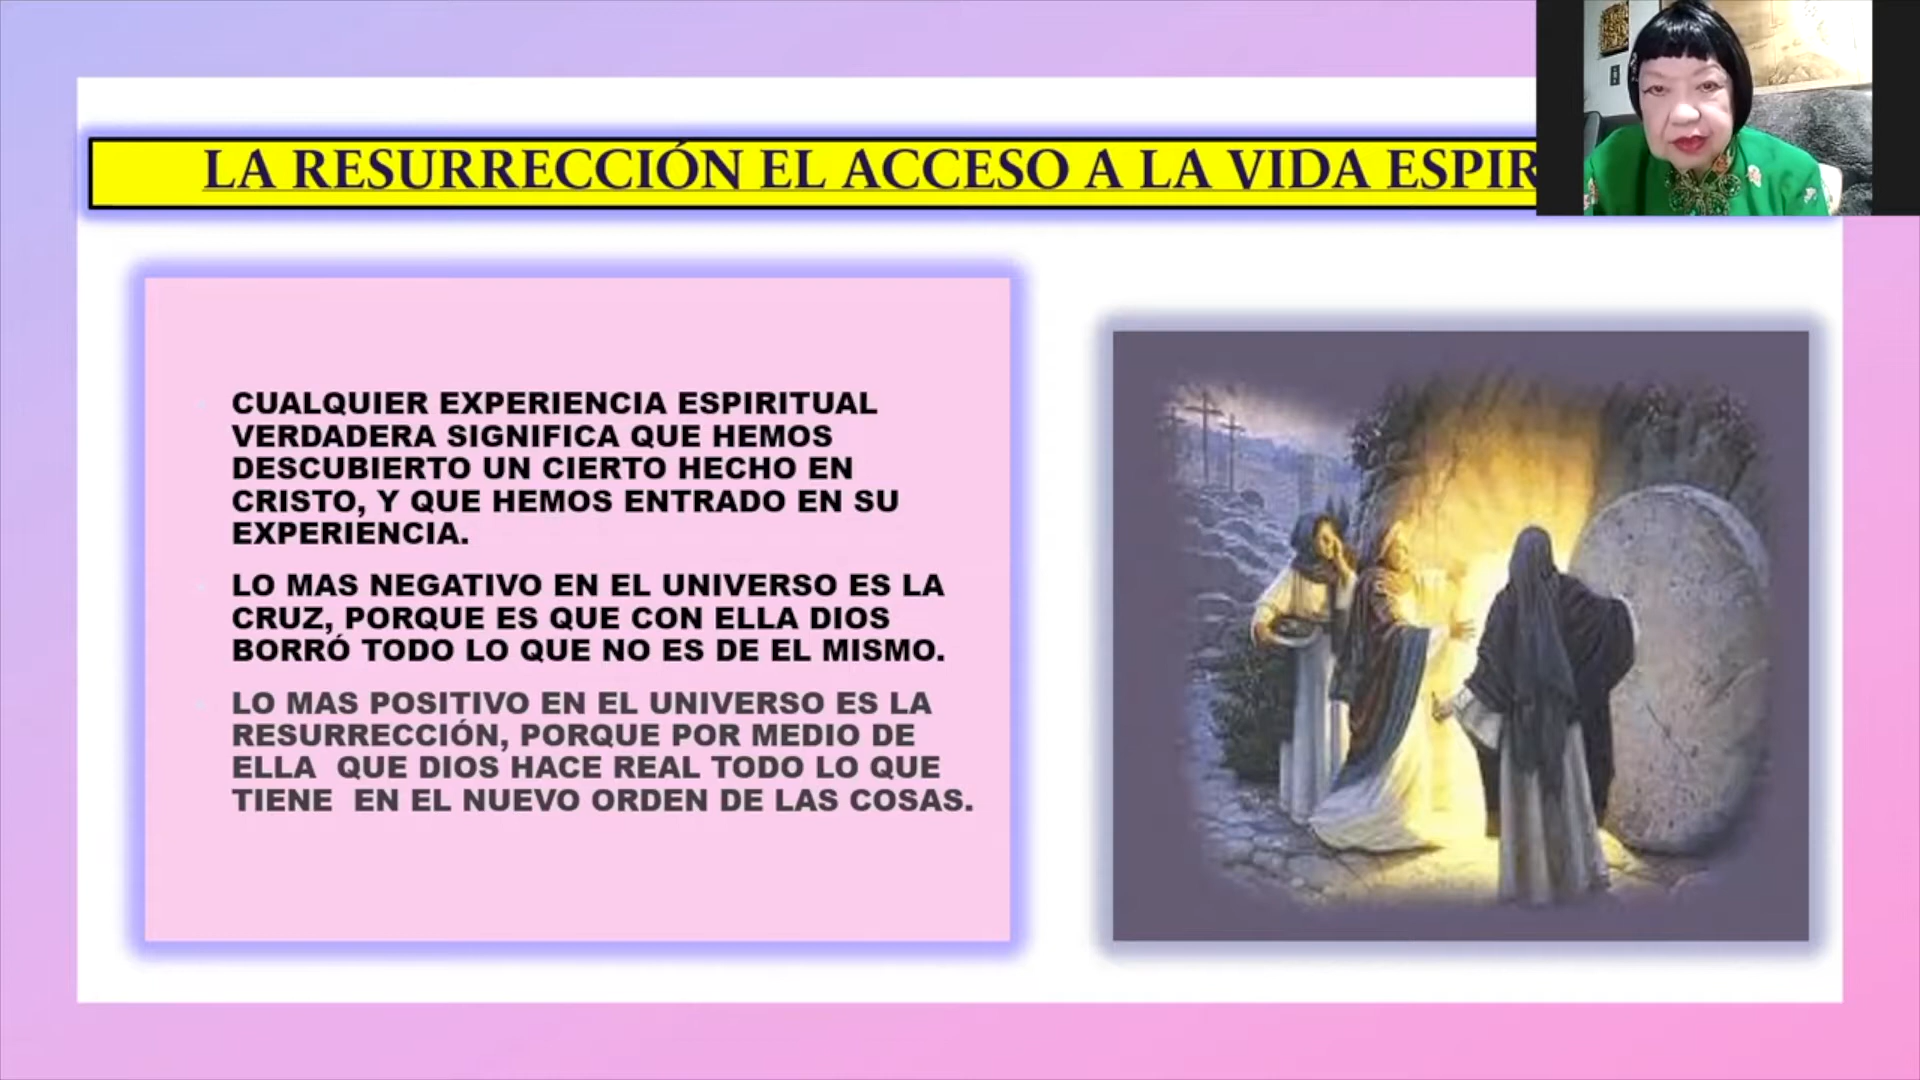 LA RESURRECCIÓN EL ACCESO A LA VIDA
CUALQUIER EXPERIENCIA ESPIRITUAL
VERDADERA SIGNIFICA QUE HEMOS
DESCUBIERTO UN CIERTO HECHO EN
CRISTO, Y QUE HEMOS ENTRADO EN SU
EXPERIENCIA.
LO MAS NEGATIVO EN EL UNIVERSO ES LA
CRUZ, PORQUE ES QUE CON ELLA DIOS
BORRÓ TODO LO QUE NO ES DE EL MISMO.
LO MAS POSITIVO EN EL UNIVERSO ES LA
RESURRECCIÓN, PORQUE POR MEDIO DE
ELLA QUE DIOS HACE REAL TODO LO QUE
TIENE EN EL NUEVO ORDEN DE LAS COSAS.